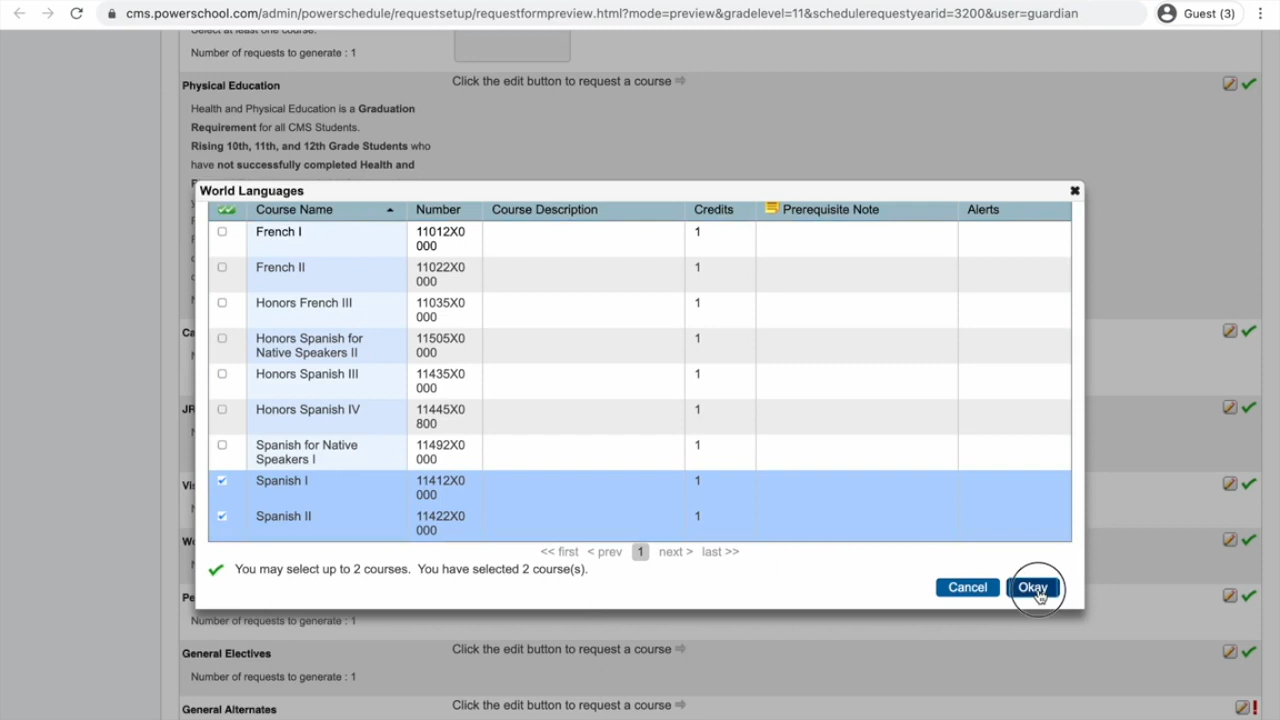 cms.powerschool.com/admin/powerschedule/requestsetup/requestformpreview.html?mode=preview&gradelevel=11&schedulerequestyearid=3200&user=guardian
Guest (3)
Select at least one course.
Number of requests to generate : 1
Physical Education
Click the edit button to request a course
Health and Physical Education is a Graduation
Requirement for all CMS Students.
Rising 10th, 11th, and 12th Grade Students who
have not successfully completed Health and
World Languages
Course Name Number Course Description Credits Prerequisite Note Alerts
French I 11012X0 1
000
French II 11022X0 1
000
Honors French III 11035X0 1
000
Honors Spanish for 11505X0 1
Native Speakers II 000
Honors Spanish III 11435X0 1
000
Honors Spanish IV 11445X0 1
800
Spanish for Native 11492X0 1
Speakers I 000
Spanish I 11412X0 1
000
Spanish II 11422X0 1
000
<< first < prev 1 next > last >>
You may select up to 2 courses. You have selected 2 course(s).
Cancel Okay
Ca
JR
Vi
Wo
Pe
Number of requests to generate : 1
General Electives
Click the edit button to request a course
Number of requests to generate : 1
General Alternates
Click the edit button to request a course